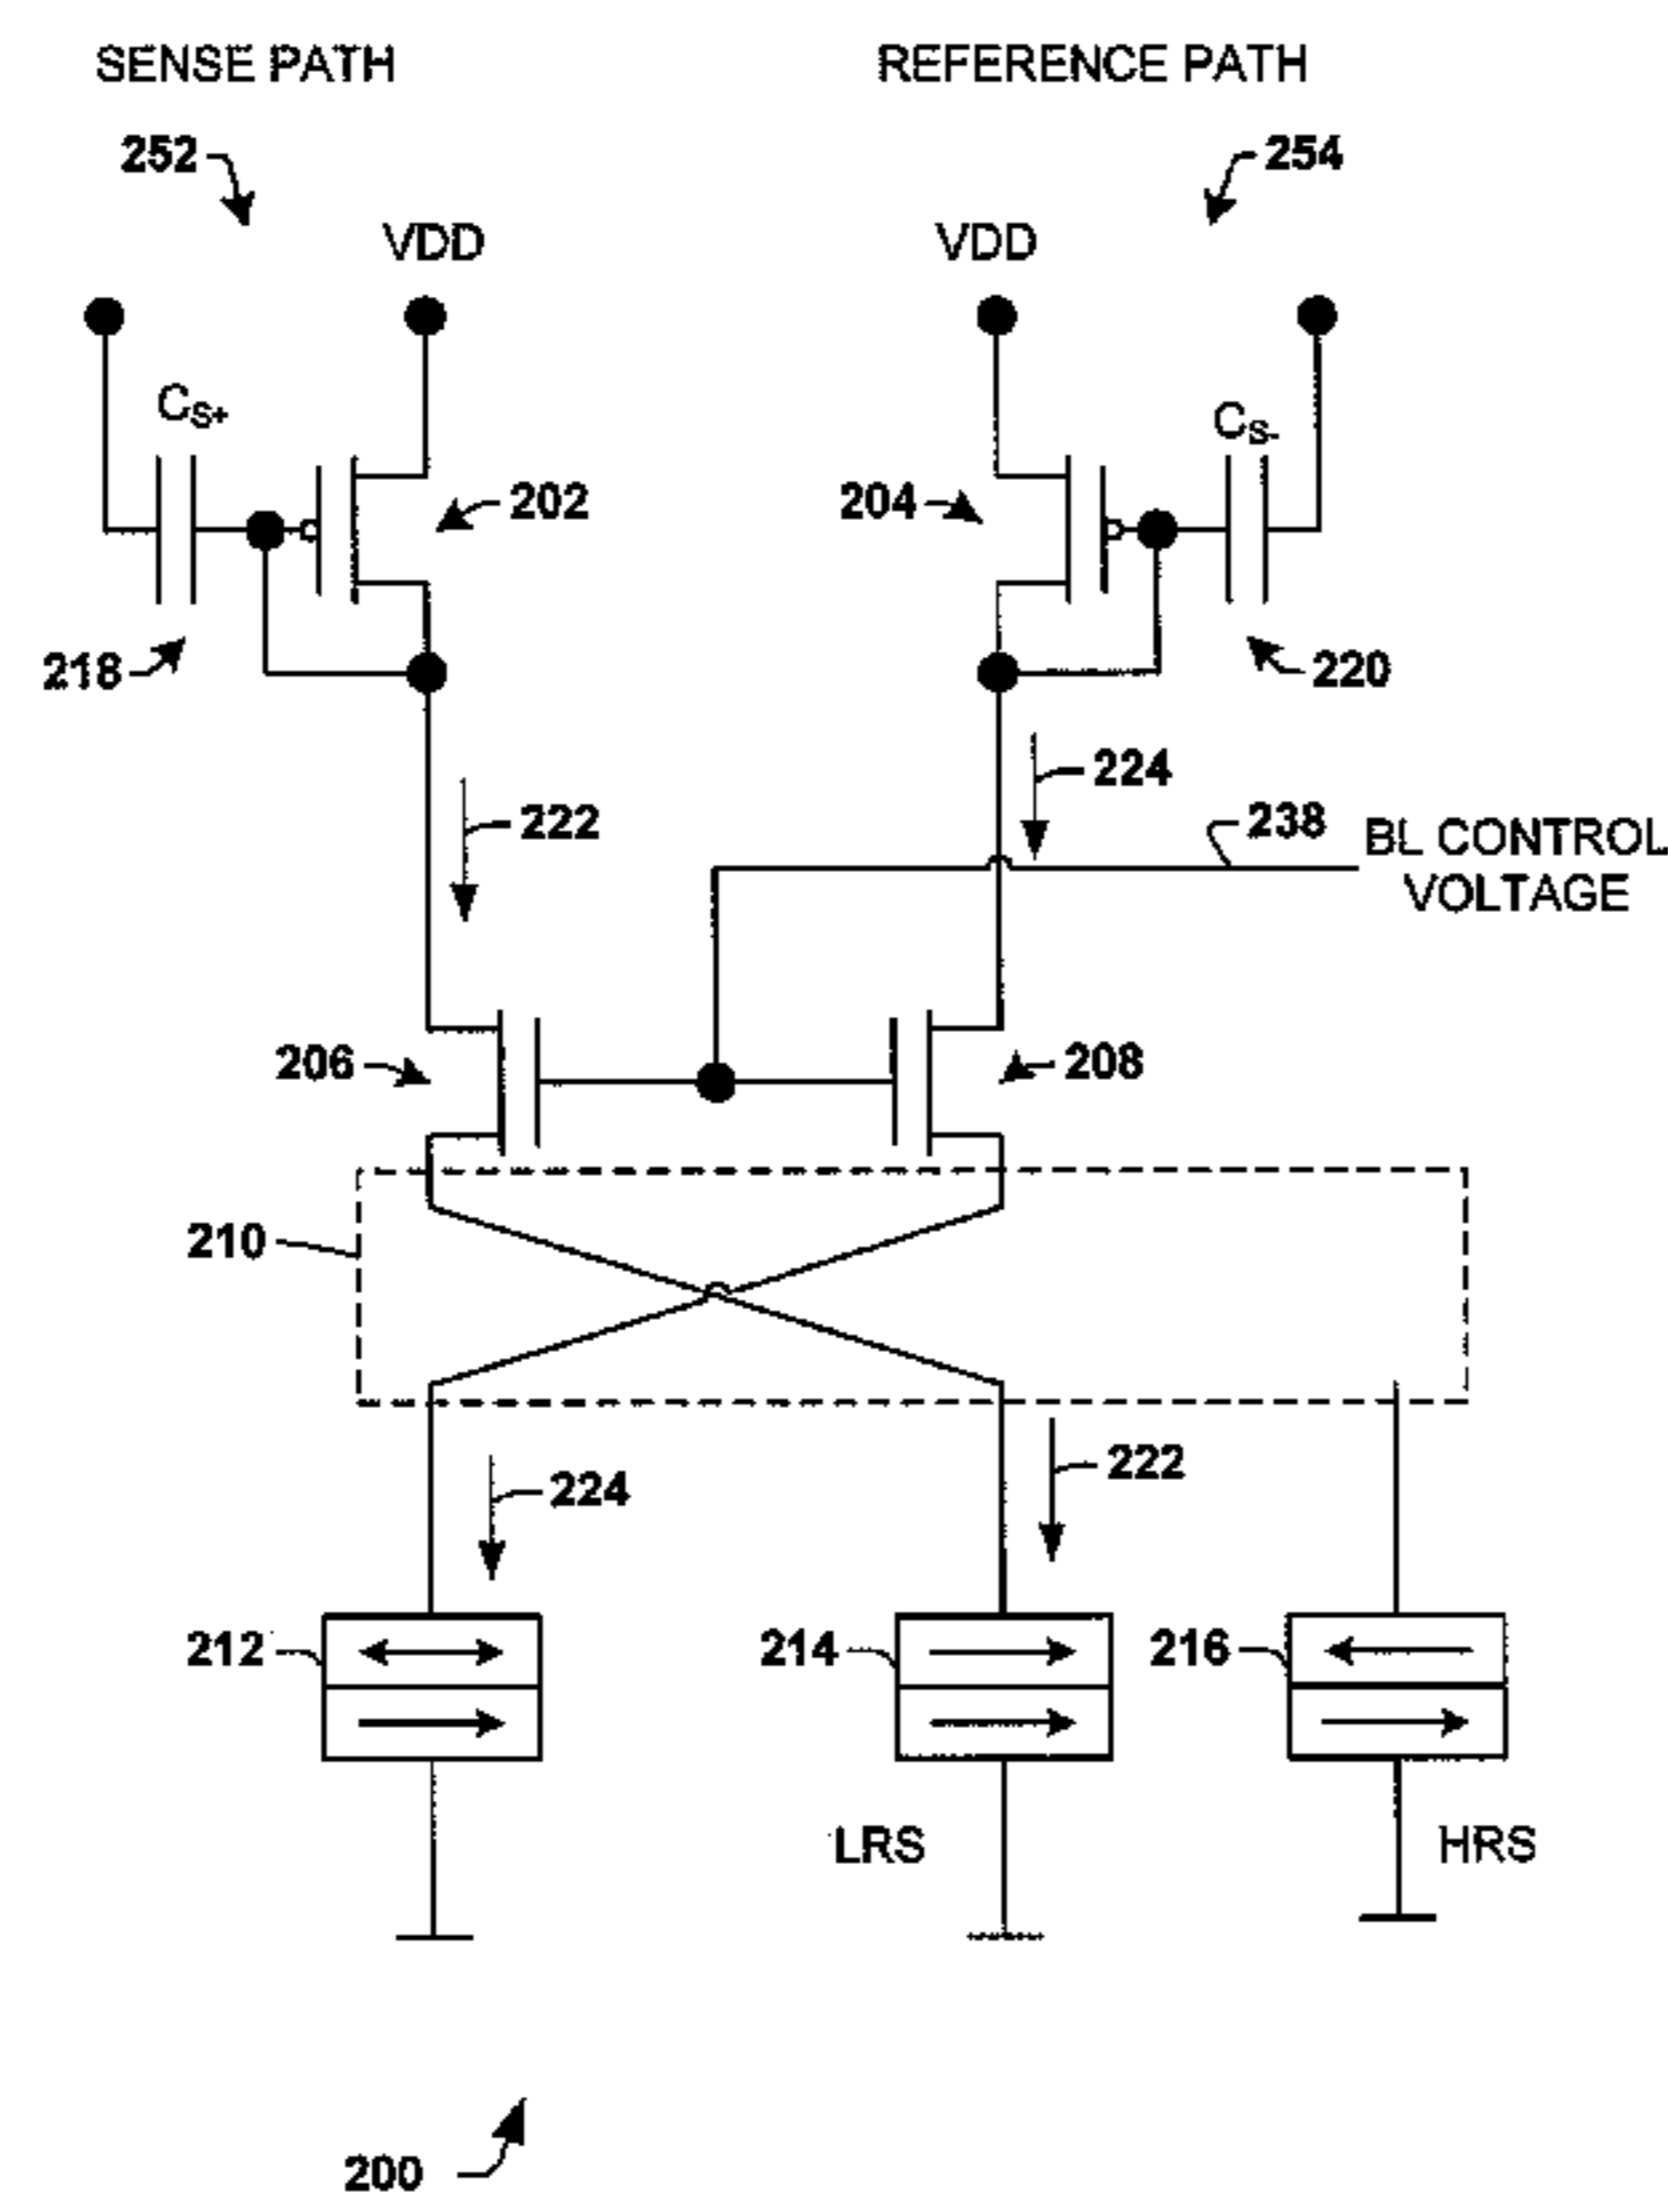 SENSE PATH
REFERENCE PATH
252
254
VDD
VDD
CS+
CS-
202
204
218
220
224
222
238
BL CONTROL
VOLTAGE
206
208
210
222
224
212
214
216
LRS
HRS
200